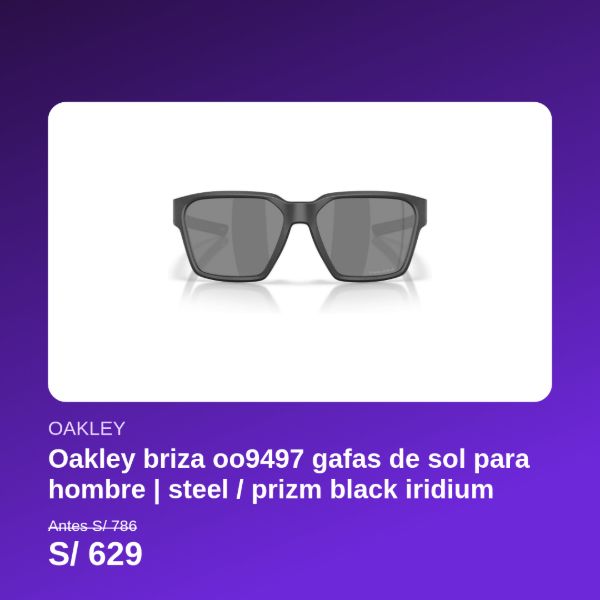 OAKLEY
Oakley briza oo9497 gafas de sol para
hombre | steel / prizm black iridium
Antes S/ 786
S/ 629